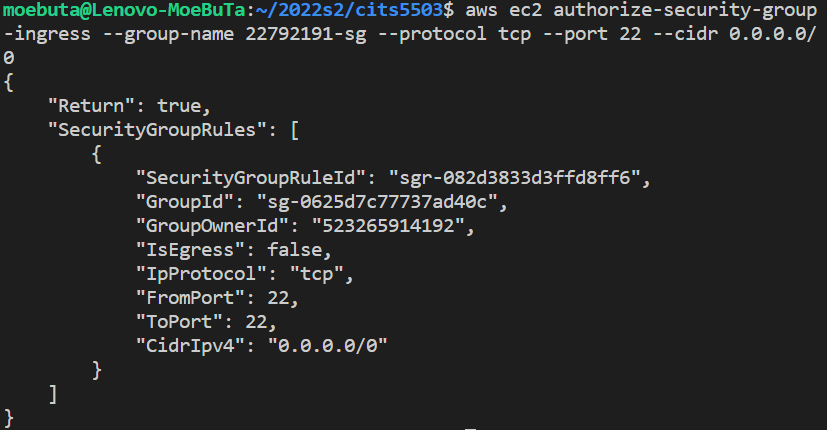 moebuta@Lenovo-MoeBuTa:~/2022s2/cits5503$ aws ec2 authorize-security-group
-ingress --group-name 22792191-sg --protocol tcp --port 22 --cidr 0.0.0.0/
0
{
    "Return": true,
    "SecurityGroupRules": [
        {
            "SecurityGroupRuleId": "sgr-082d3833d3ffd8ff6",
            "GroupId": "sg-0625d7c77737ad40c",
            "GroupOwnerId": "523265914192",
            "IsEgress": false,
            "IpProtocol": "tcp",
            "FromPort": 22,
            "ToPort": 22,
            "CidrIpv4": "0.0.0.0/0"
        }
    ]
}